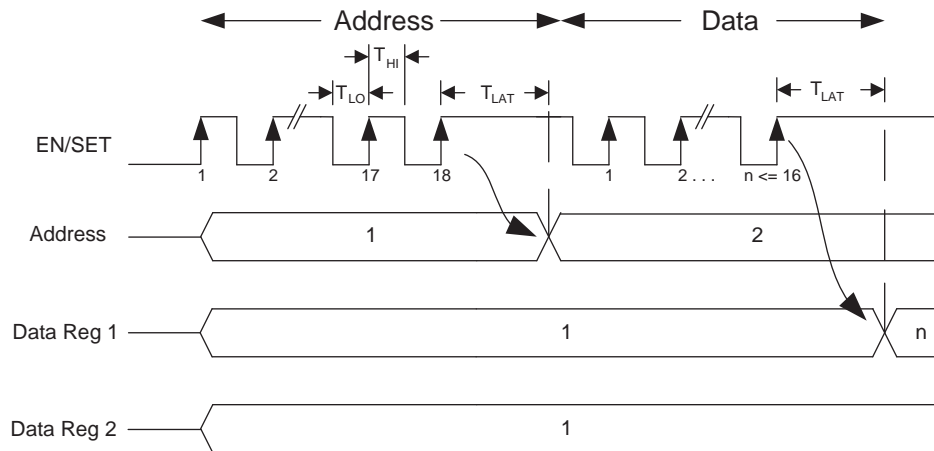 Address Data
T_HI
T_LO T_LAT T_LAT
EN/SET
1 2 17 18 1 2 . . . n <= 16
Address 1 2
Data Reg 1 1 n
Data Reg 2 1